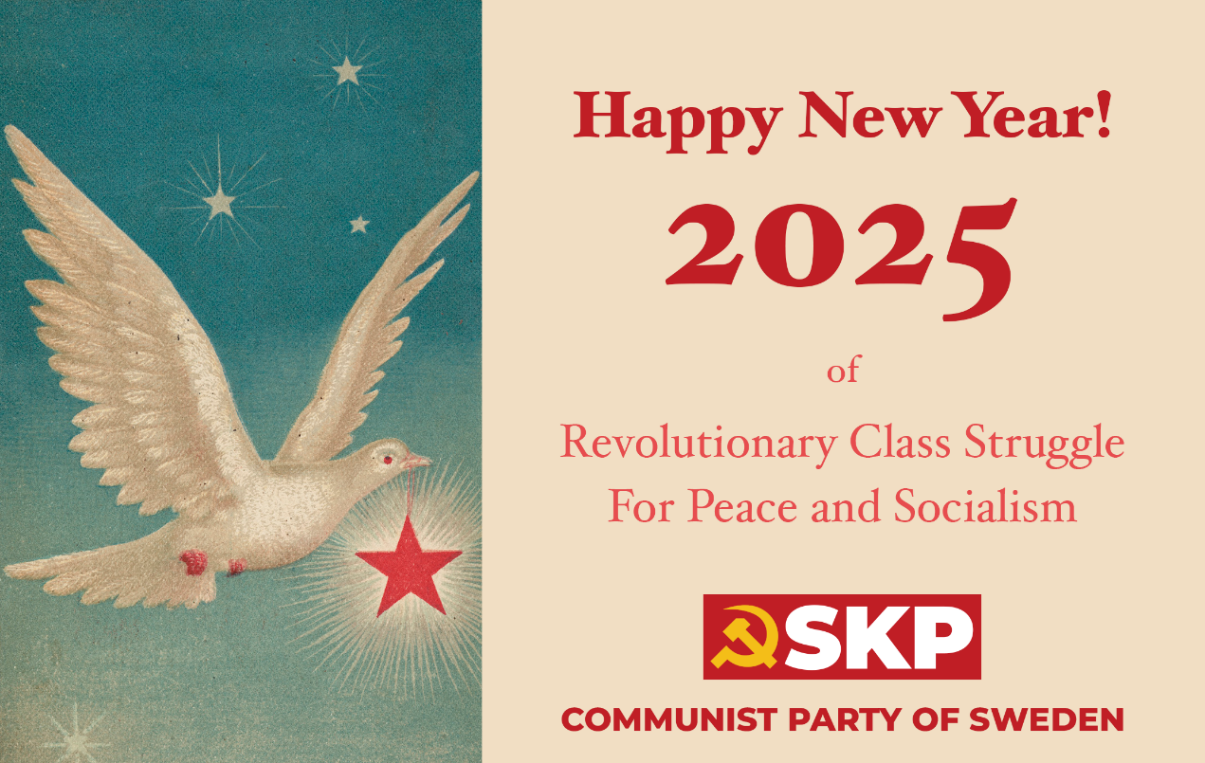 Happy New Year!
2025
of
Revolutionary Class Struggle
For Peace and Socialism
SKP
COMMUNIST PARTY OF SWEDEN